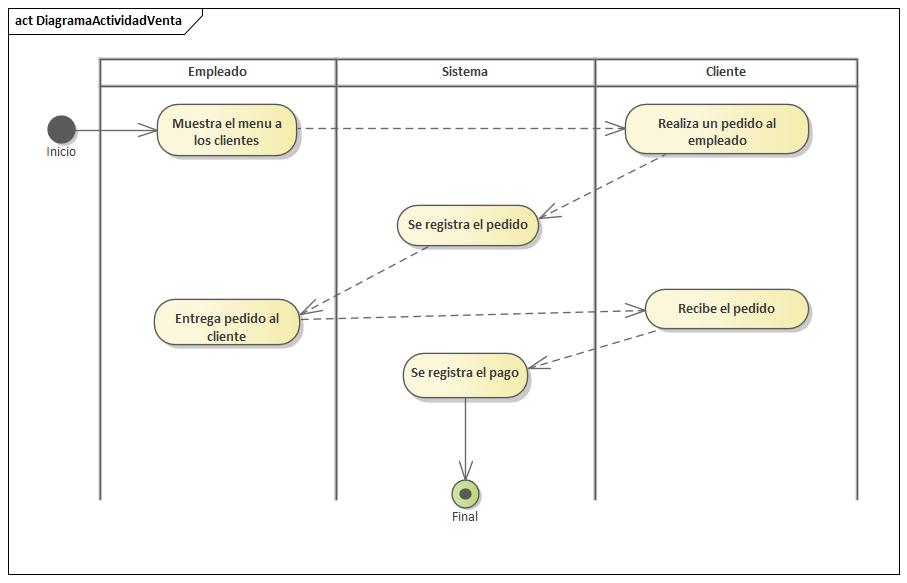 act DiagramaActividadVenta
Empleado
Sistema
Cliente
Inicio
Muestra el menu a
los clientes
Realiza un pedido al
empleado
Se registra el pedido
Entrega pedido al
cliente
Recibe el pedido
Se registra el pago
Final